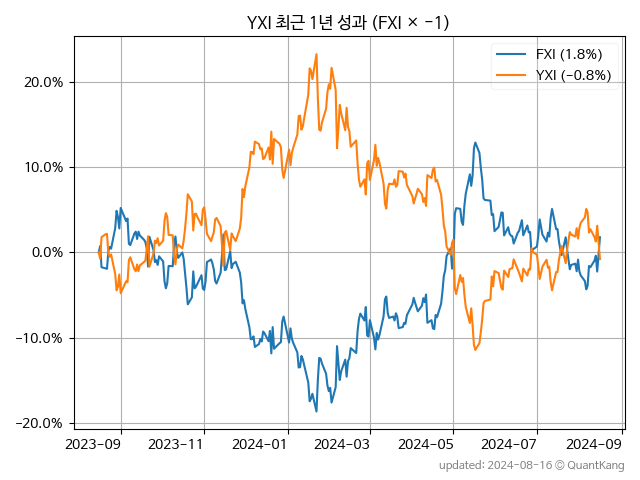 YXI 최근 1년 성과 (FXI × −1)
FXI (1.8%)
YXI (−0.8%)
20.0%
10.0%
0.0%
−10.0%
−20.0%
2023-09 2023-11 2024-01 2024-03 2024-05 2024-07 2024-09
updated: 2024-08-16 © QuantKang